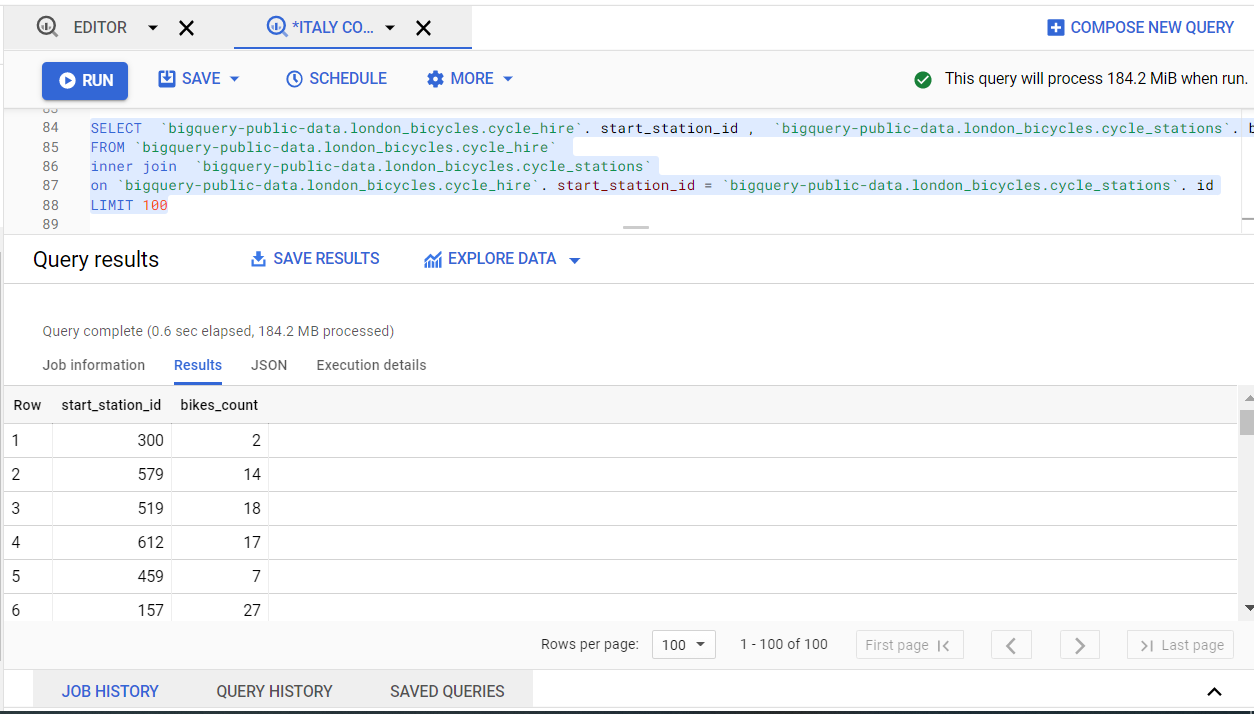 EDITOR
*ITALY CO...
COMPOSE NEW QUERY
RUN
SAVE
SCHEDULE
MORE
This query will process 184.2 MiB when run.
83
84 SELECT `bigquery-public-data.london_bicycles.cycle_hire`. start_station_id , `bigquery-public-data.london_bicycles.cycle_stations`. b
85 FROM `bigquery-public-data.london_bicycles.cycle_hire`
86 inner join `bigquery-public-data.london_bicycles.cycle_stations`
87 on `bigquery-public-data.london_bicycles.cycle_hire`. start_station_id = `bigquery-public-data.london_bicycles.cycle_stations`. id
88 LIMIT 100
89
Query results
SAVE RESULTS
EXPLORE DATA
Query complete (0.6 sec elapsed, 184.2 MB processed)
Job information Results JSON Execution details
Row start_station_id bikes_count
1 300 2
2 579 14
3 519 18
4 612 17
5 459 7
6 157 27
Rows per page: 100 1 - 100 of 100 First page Last page
JOB HISTORY QUERY HISTORY SAVED QUERIES